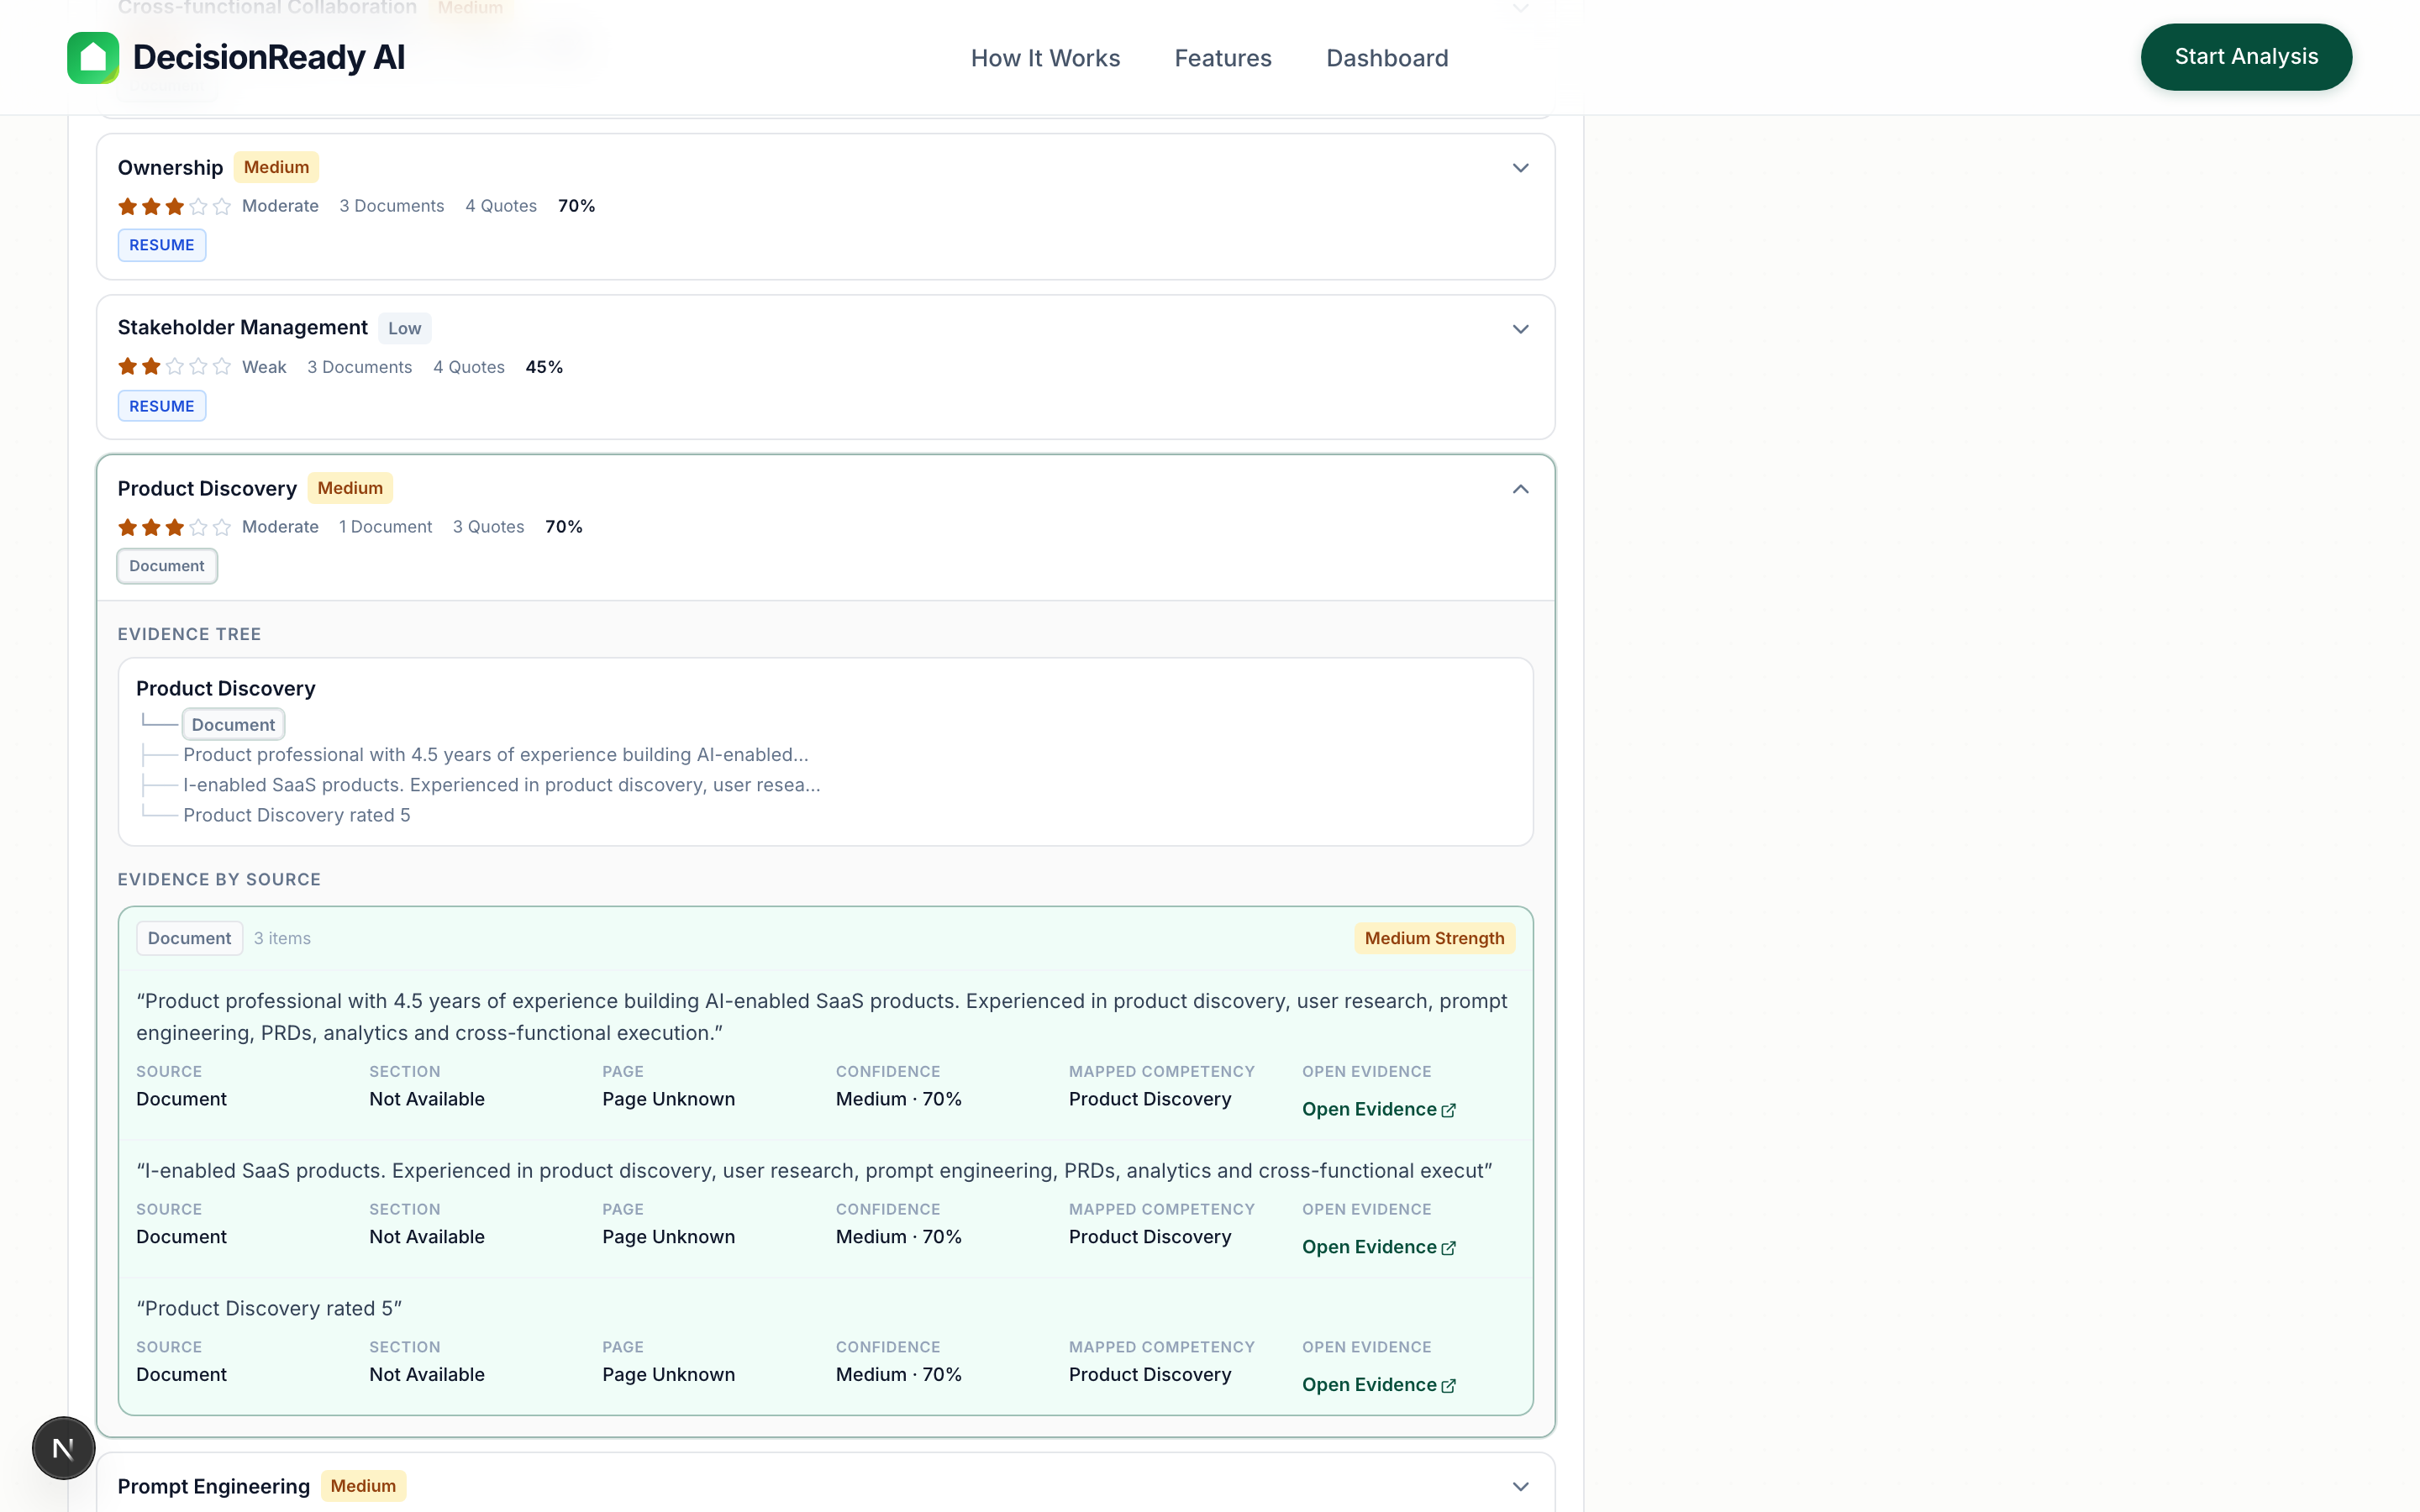 Cross-functional Collaboration Medium
DecisionReady AI
How It Works Features Dashboard
Start Analysis
Ownership Medium
Moderate 3 Documents 4 Quotes 70%
RESUME
Stakeholder Management Low
Weak 3 Documents 4 Quotes 45%
RESUME
Product Discovery Medium
Moderate 1 Document 3 Quotes 70%
Document
EVIDENCE TREE
Product Discovery
Document
Product professional with 4.5 years of experience building AI-enabled...
I-enabled SaaS products. Experienced in product discovery, user resea...
Product Discovery rated 5
EVIDENCE BY SOURCE
Document 3 items Medium Strength
“Product professional with 4.5 years of experience building AI-enabled SaaS products. Experienced in product discovery, user research, prompt
engineering, PRDs, analytics and cross-functional execution.”
SOURCE SECTION PAGE CONFIDENCE MAPPED COMPETENCY OPEN EVIDENCE
Document Not Available Page Unknown Medium · 70% Product Discovery Open Evidence
“I-enabled SaaS products. Experienced in product discovery, user research, prompt engineering, PRDs, analytics and cross-functional execut”
SOURCE SECTION PAGE CONFIDENCE MAPPED COMPETENCY OPEN EVIDENCE
Document Not Available Page Unknown Medium · 70% Product Discovery Open Evidence
“Product Discovery rated 5”
SOURCE SECTION PAGE CONFIDENCE MAPPED COMPETENCY OPEN EVIDENCE
Document Not Available Page Unknown Medium · 70% Product Discovery Open Evidence
N
Prompt Engineering Medium